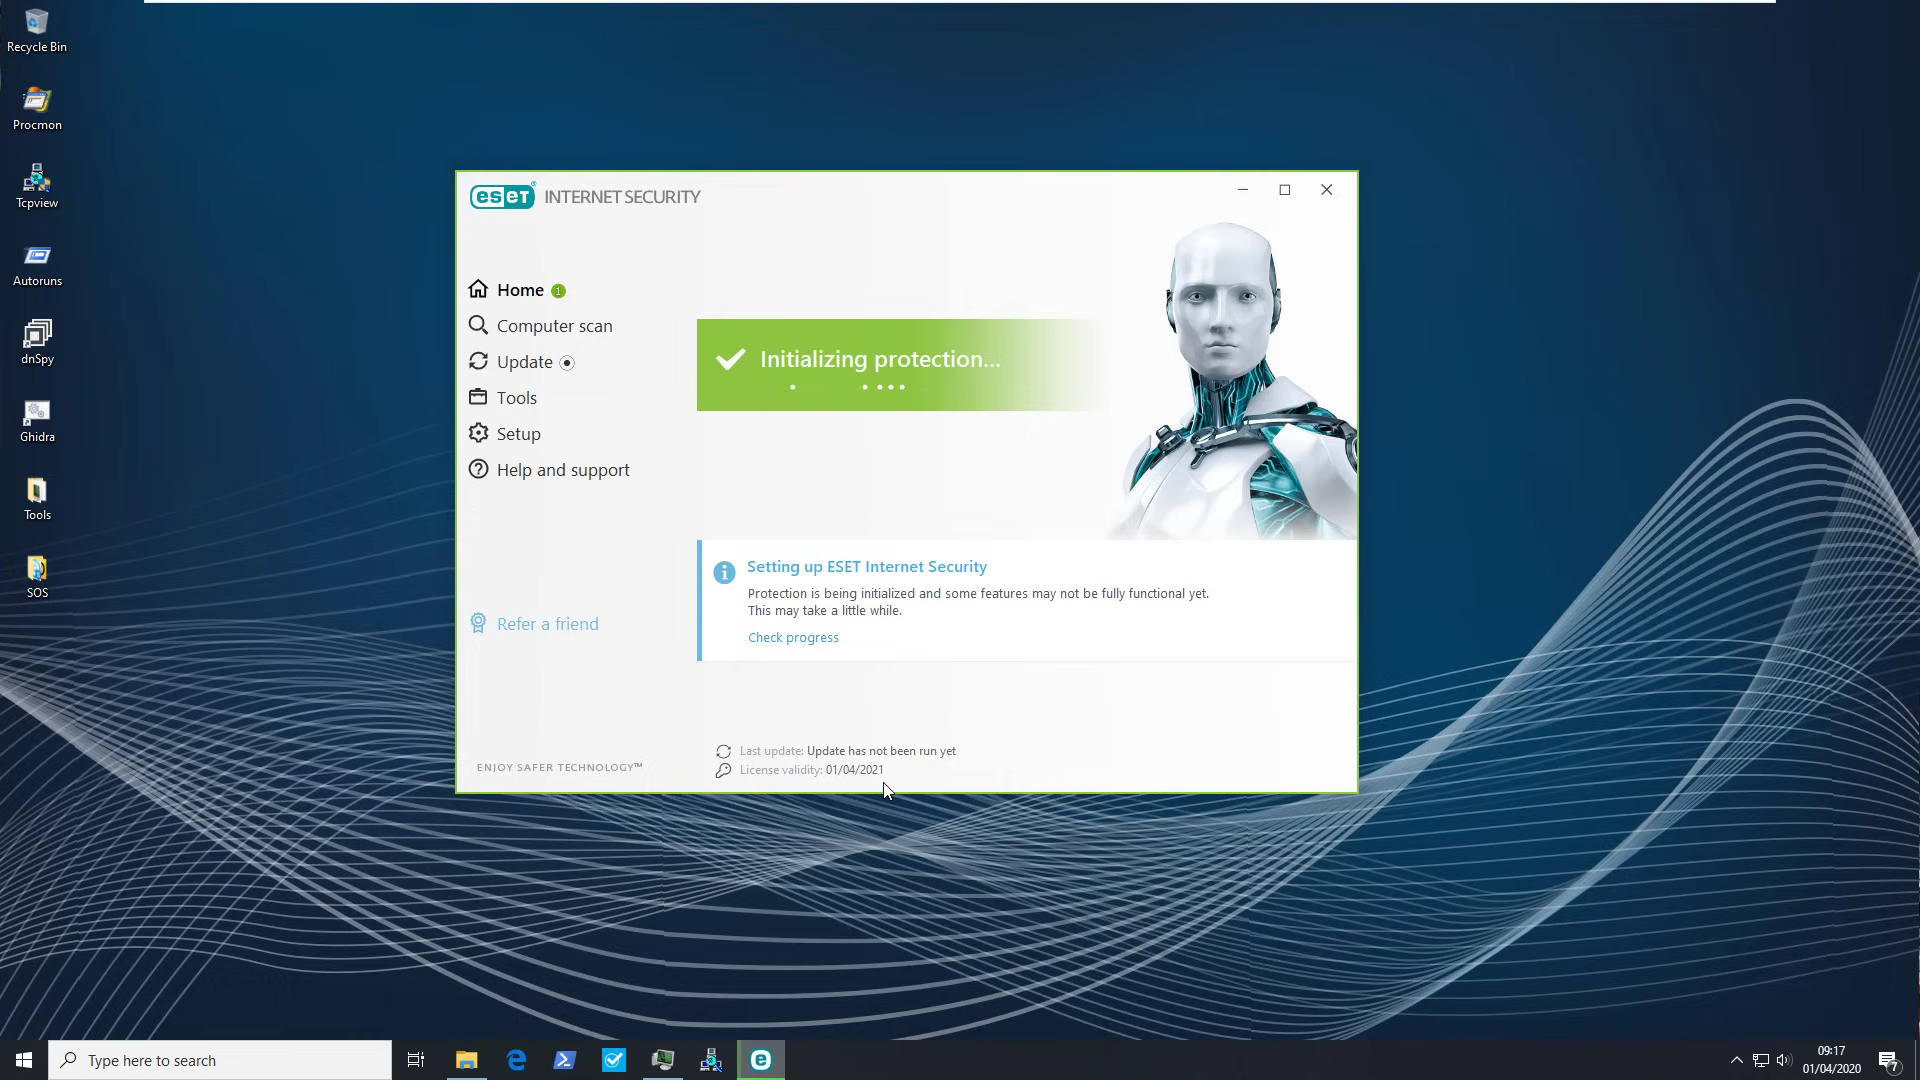 Recycle Bin
Procmon
Tcpview
Autoruns
dnSpy
Ghidra
Tools
SOS
eset® INTERNET SECURITY
Home 1
Computer scan
Update
Tools
Setup
Help and support
Refer a friend
ENJOY SAFER TECHNOLOGY™
Initializing protection...
Setting up ESET Internet Security
Protection is being initialized and some features may not be fully functional yet.
This may take a little while.
Check progress
Last update: Update has not been run yet
License validity: 01/04/2021
Type here to search
09:17
01/04/2020
7